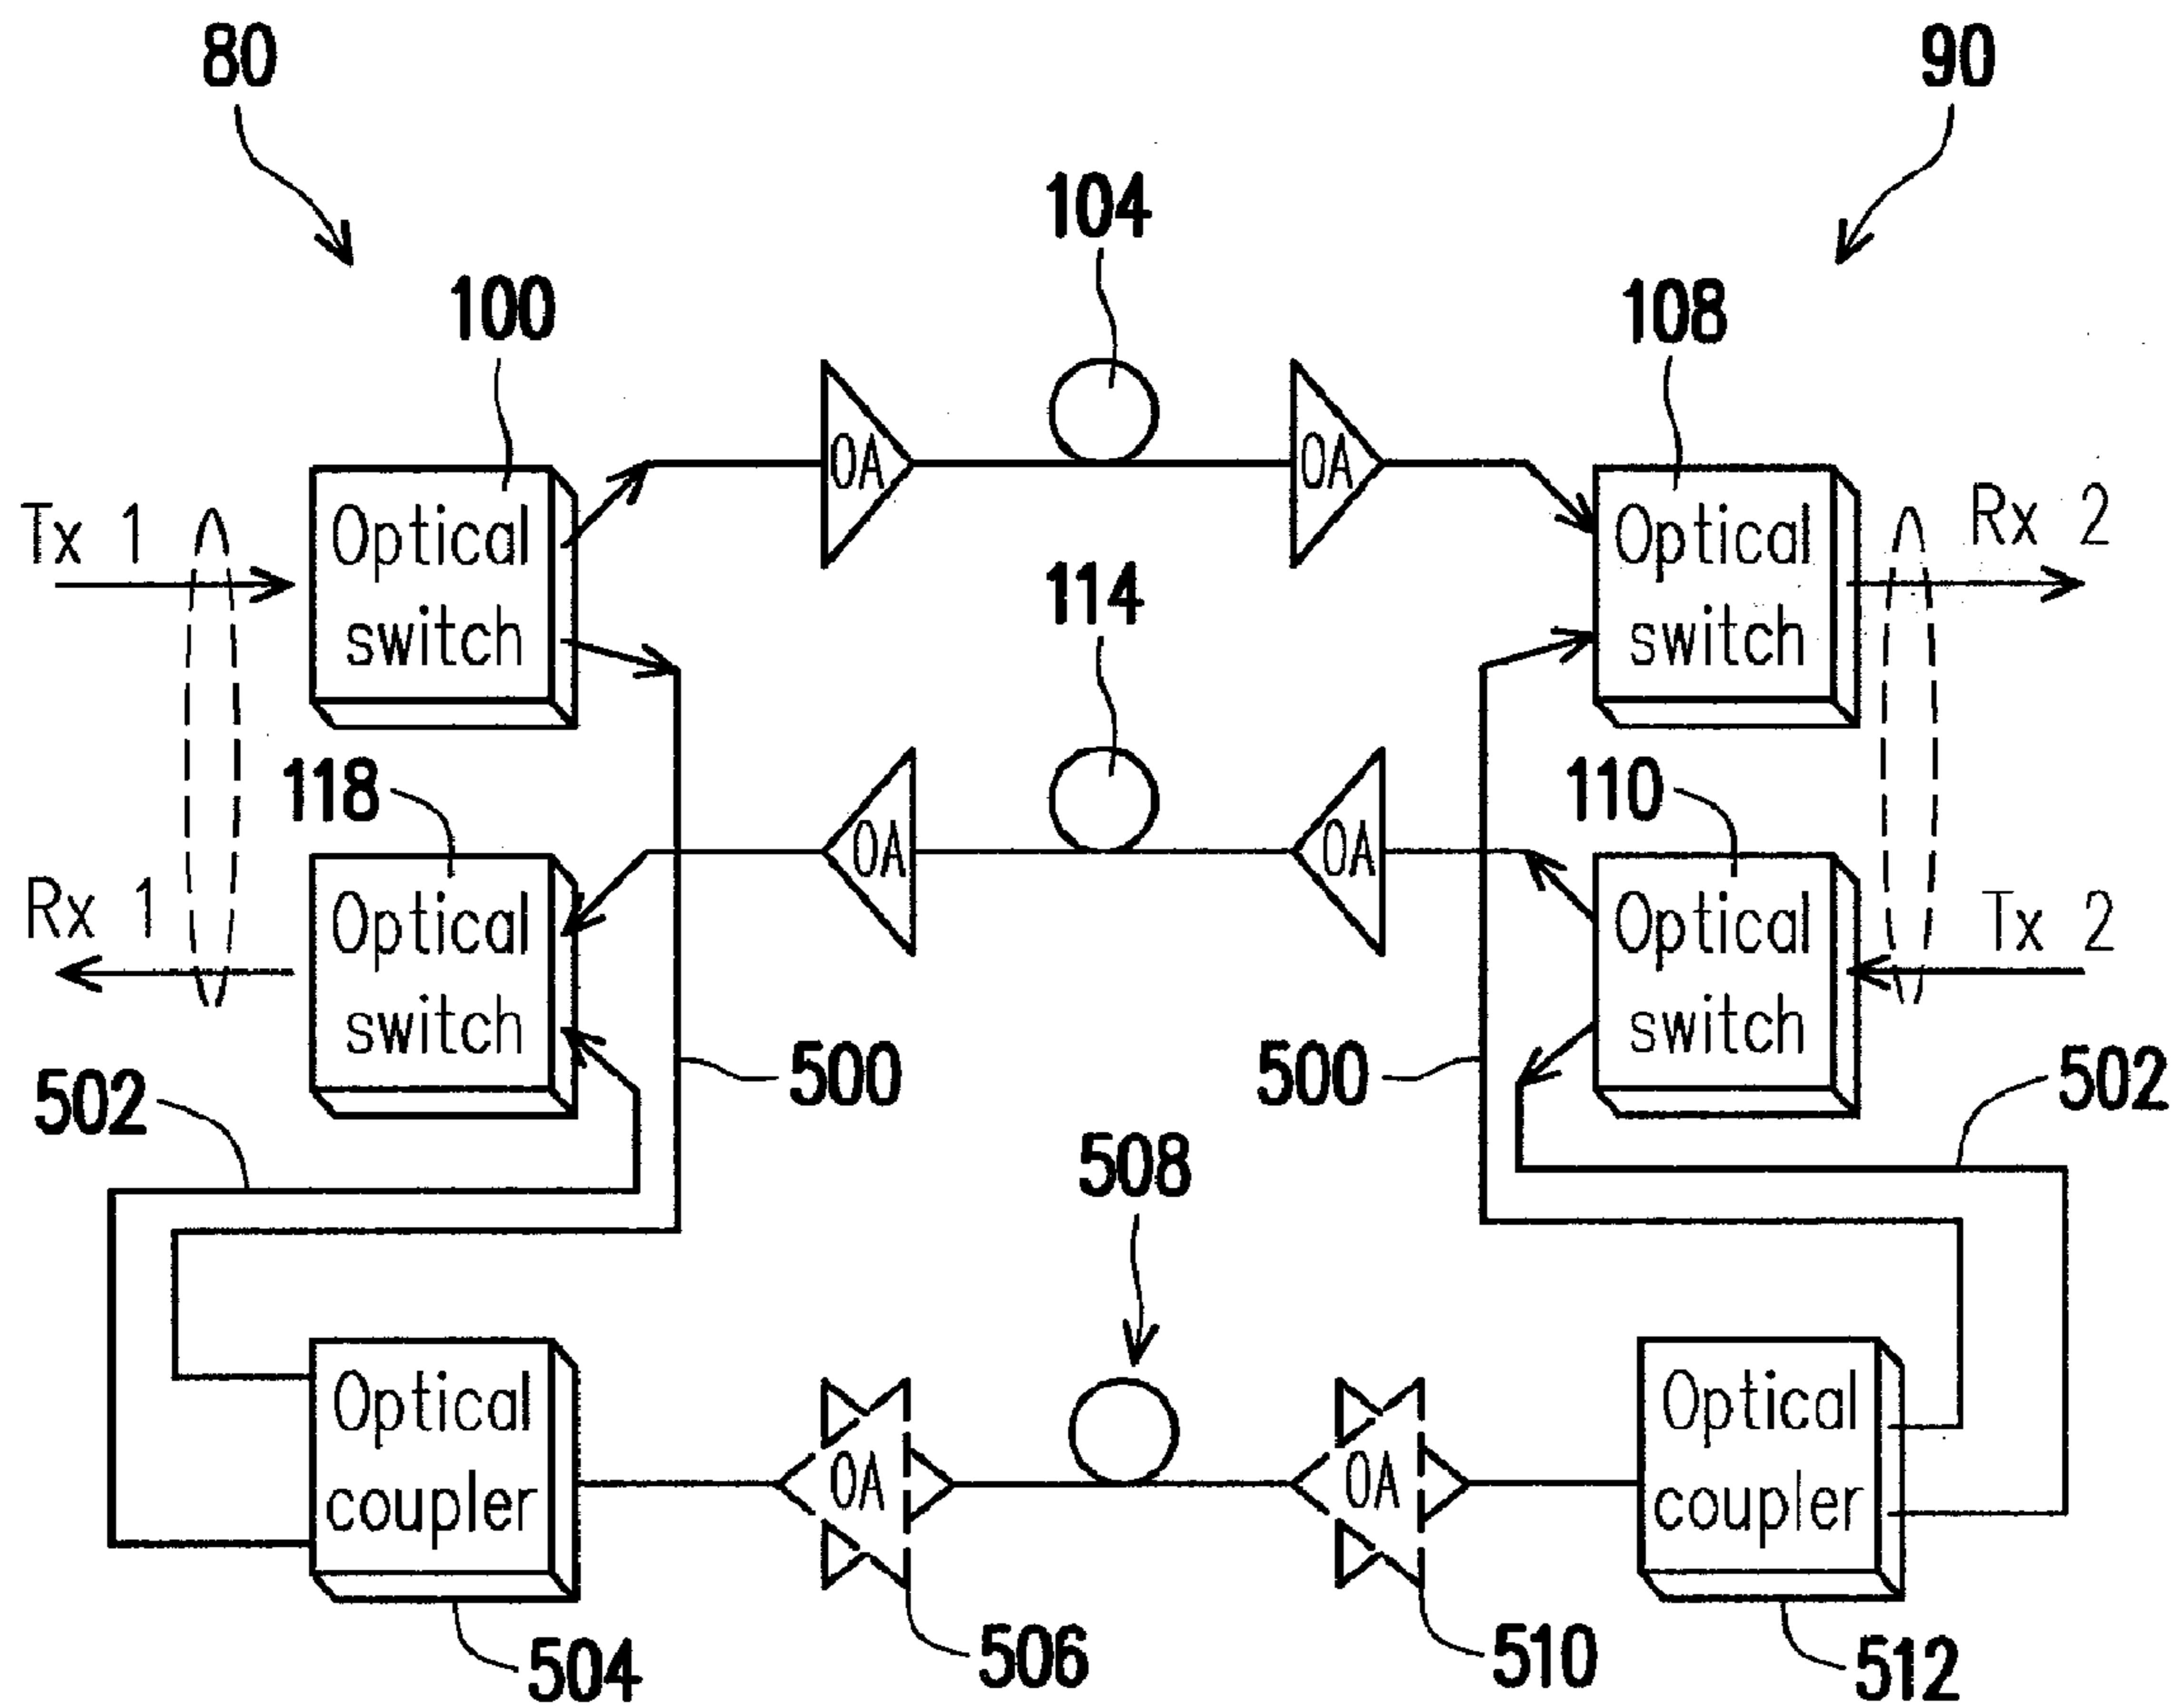 80
90
104
100
108
OA
OA
Tx 1
Optical
switch
Optical
switch
Rx 2
114
118
110
Rx 1
Optical
switch
OA
OA
Optical
switch
Tx 2
502
500
500
502
508
Optical
coupler
OA
OA
Optical
coupler
504
506
510
512